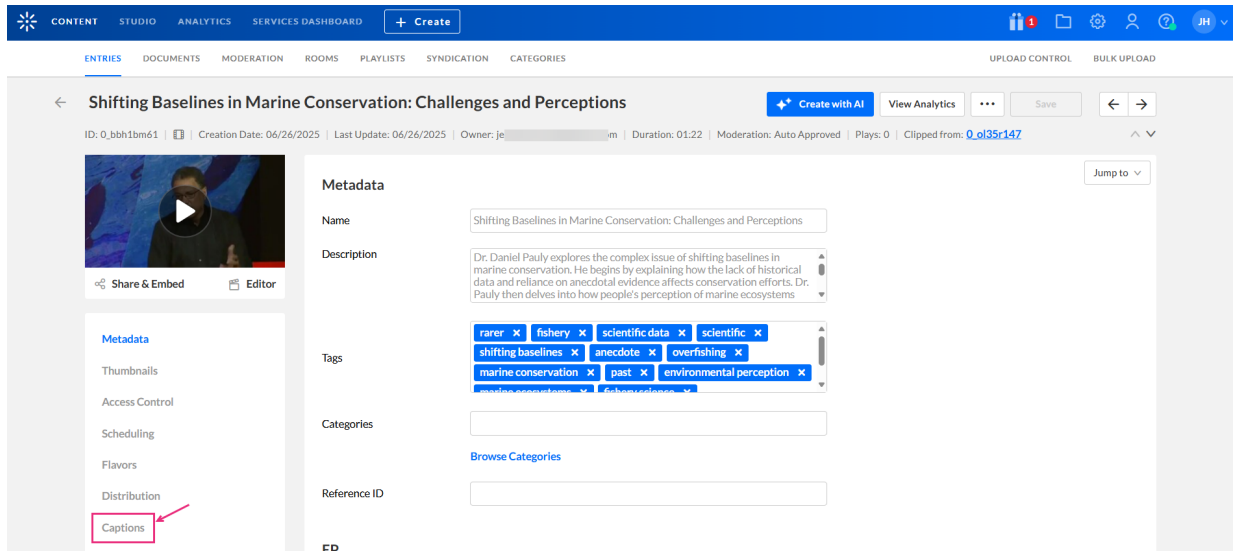 CONTENT STUDIO ANALYTICS SERVICES DASHBOARD + Create 1 JH
ENTRIES DOCUMENTS MODERATION ROOMS PLAYLISTS SYNDICATION CATEGORIES UPLOAD CONTROL BULK UPLOAD
Shifting Baselines in Marine Conservation: Challenges and Perceptions Create with AI View Analytics ... Save
ID: 0_bbh1bm61 | Creation Date: 06/26/2025 | Last Update: 06/26/2025 | Owner: je m | Duration: 01:22 | Moderation: Auto Approved | Plays: 0 | Clipped from: 0_ol35r147
Jump to
Metadata
Name Shifting Baselines in Marine Conservation: Challenges and Perceptions
Description
Dr. Daniel Pauly explores the complex issue of shifting baselines in
marine conservation. He begins by explaining how the lack of historical
data and reliance on anecdotal evidence affects conservation efforts. Dr.
Pauly then delves into how people's perception of marine ecosystems
Share & Embed Editor
Tags
rarer × fishery × scientific data × scientific ×
shifting baselines × anecdote × overfishing ×
marine conservation × past × environmental perception ×
marine ecosystems × fishery science ×
Categories
Browse Categories
Reference ID
Metadata
Thumbnails
Access Control
Scheduling
Flavors
Distribution
Captions